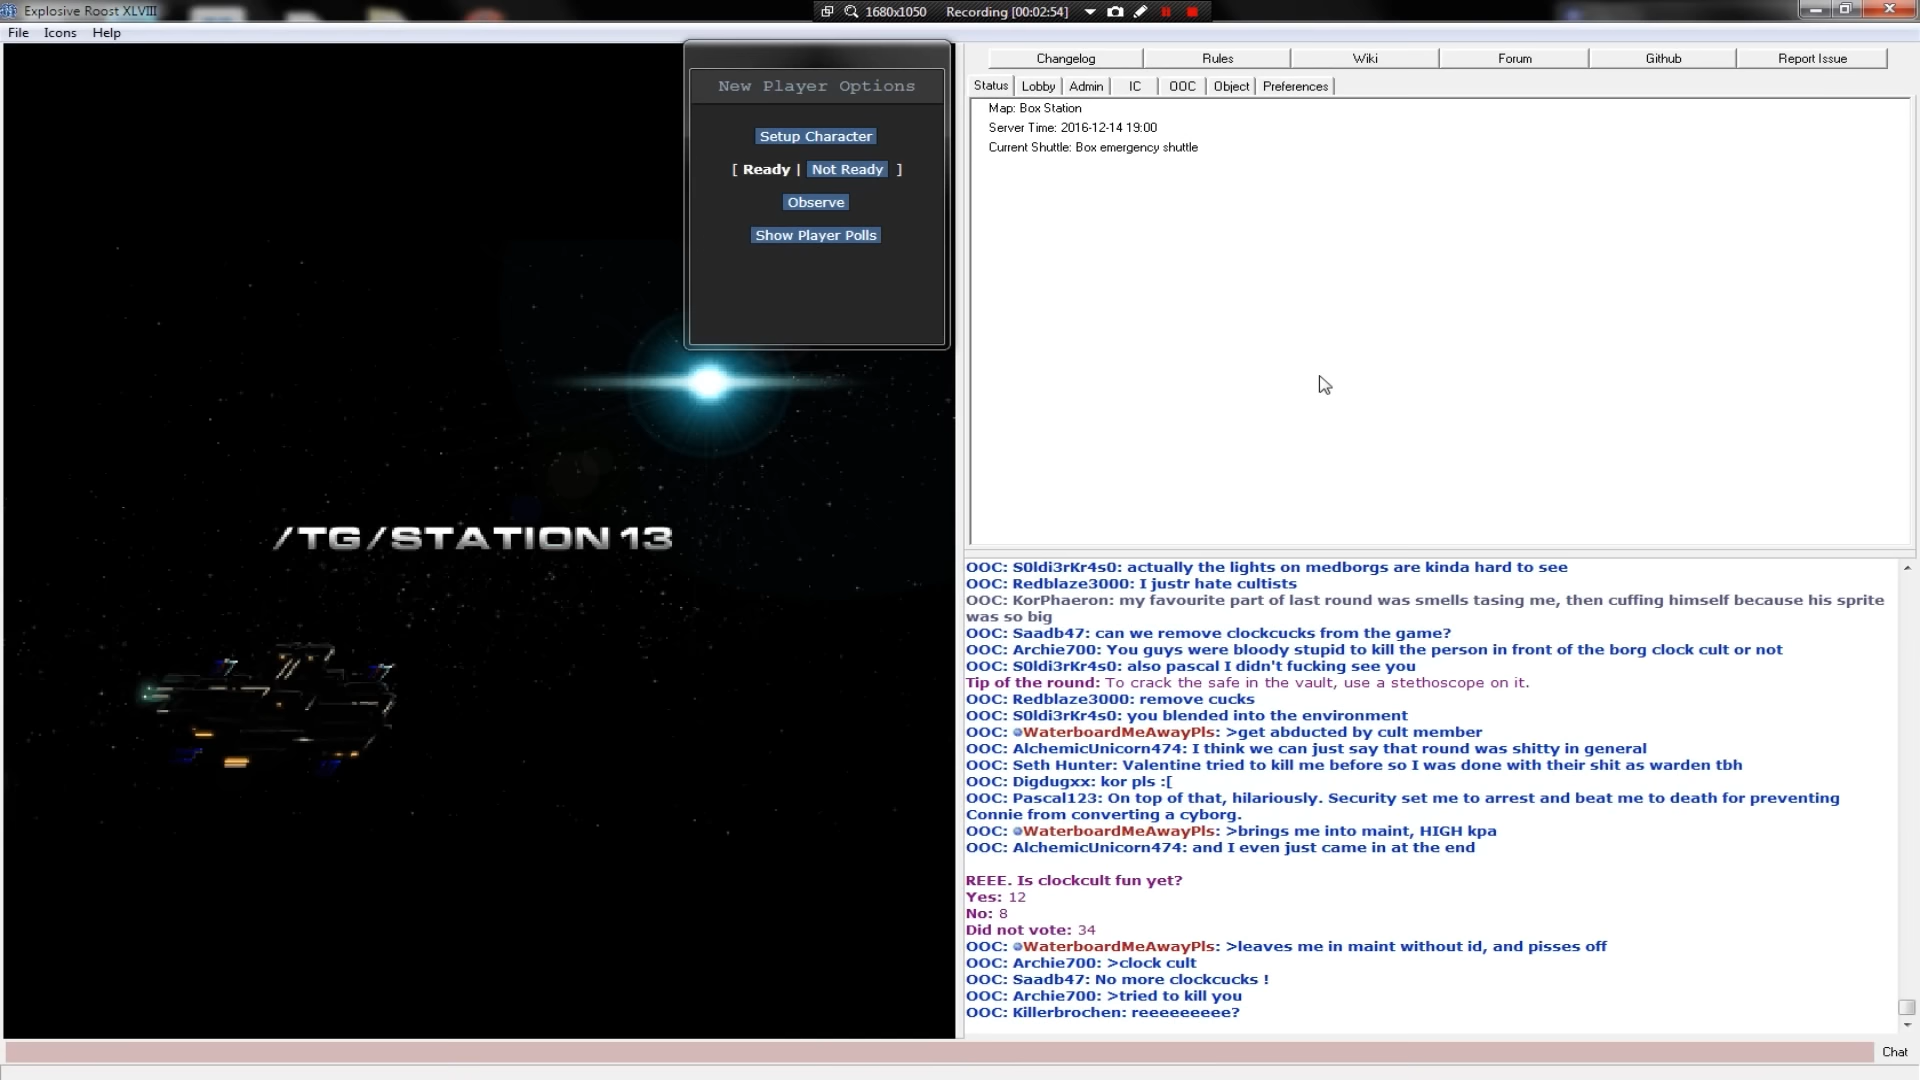 Explosive Roost XLVIII
1680x1050 Recording [00:02:54]
File Icons Help
New Player Options
Setup Character
[ Ready | Not Ready ]
Observe
Show Player Polls
/TG/STATION 13
Changelog Rules Wiki Forum Github Report Issue
Status Lobby Admin IC OOC Object Preferences
Map: Box Station
Server Time: 2016-12-14 19:00
Current Shuttle: Box emergency shuttle
OOC: S0ldi3rKr4s0: actually the lights on medborgs are kinda hard to see
OOC: Redblaze3000: I justr hate cultists
OOC: KorPhaeron: my favourite part of last round was smells tasing me, then cuffing himself because his sprite
was so big
OOC: Saadb47: can we remove clockcucks from the game?
OOC: Archie700: You guys were bloody stupid to kill the person in front of the borg clock cult or not
OOC: S0ldi3rKr4s0: also pascal I didn't fucking see you
Tip of the round: To crack the safe in the vault, use a stethoscope on it.
OOC: Redblaze3000: remove cucks
OOC: S0ldi3rKr4s0: you blended into the environment
OOC: WaterboardMeAwayPls: >get abducted by cult member
OOC: AlchemicUnicorn474: I think we can just say that round was shitty in general
OOC: Seth Hunter: Valentine tried to kill me before so I was done with their shit as warden tbh
OOC: Digdugxx: kor pls :[
OOC: Pascal123: On top of that, hilariously. Security set me to arrest and beat me to death for preventing
Connie from converting a cyborg.
OOC: WaterboardMeAwayPls: >brings me into maint, HIGH kpa
OOC: AlchemicUnicorn474: and I even just came in at the end
REEE. Is clockcult fun yet?
Yes: 12
No: 8
Did not vote: 34
OOC: WaterboardMeAwayPls: >leaves me in maint without id, and pisses off
OOC: Archie700: >clock cult
OOC: Saadb47: No more clockcucks !
OOC: Archie700: >tried to kill you
OOC: Killerbrochen: reeeeeeeee?
Chat